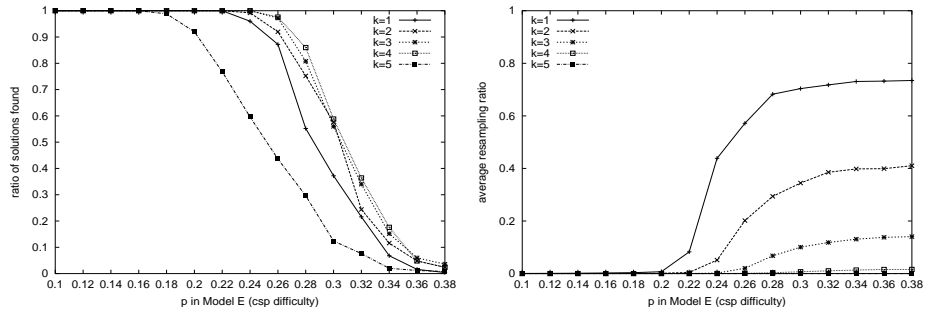 1
0.9
0.8
0.7
0.6
0.5
0.4
0.3
0.2
0.1
0
ratio of solutions found
k=1
k=2
k=3
k=4
k=5
0.1 0.12 0.14 0.16 0.18 0.2 0.22 0.24 0.26 0.28 0.3 0.32 0.34 0.36 0.38
p in Model E (csp difficulty)
1
0.8
0.6
0.4
0.2
0
average resampling ratio
k=1
k=2
k=3
k=4
k=5
0.1 0.12 0.14 0.16 0.18 0.2 0.22 0.24 0.26 0.28 0.3 0.32 0.34 0.36 0.38
p in Model E (csp difficulty)